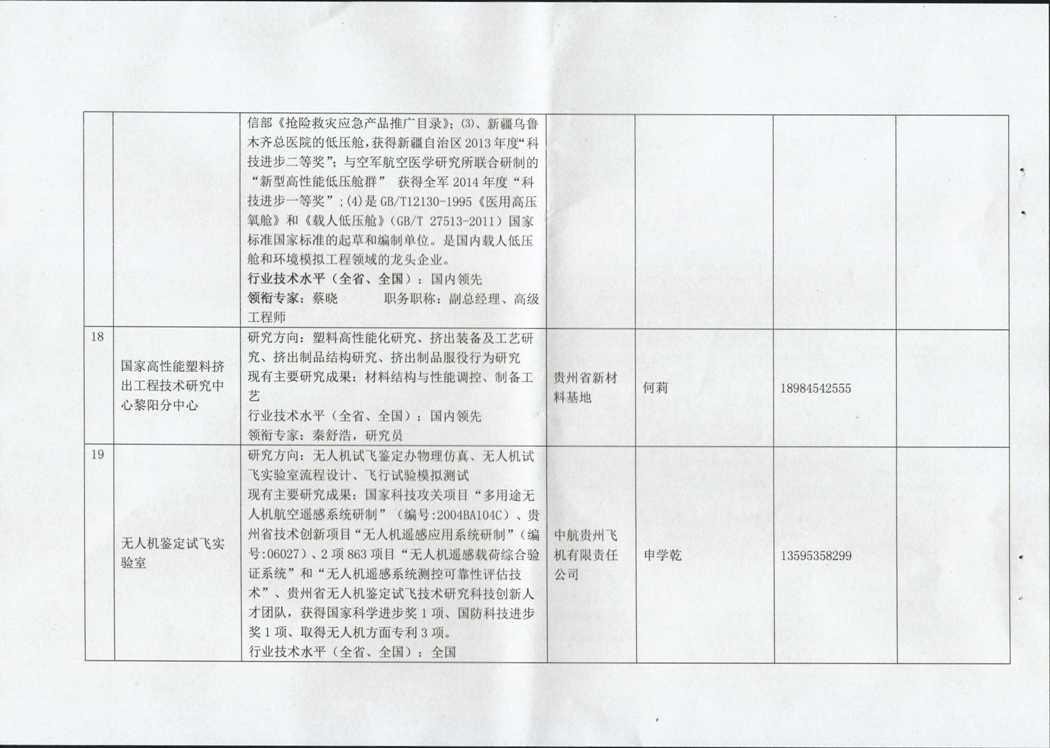 信部《抢险救灾应急产品推广目录》；⑶、新疆乌鲁
木齐总医院的低压舱，获得新疆自治区 2013 年度“科
技进步二等奖”；与空军航空医学研究所联合研制的
“新型高性能低压舱群” 获得全军 2014 年度“科
技进步一等奖”;(4)是 GB/T12130-1995《医用高压
氧舱》和《载人低压舱》（GB/T 27513-2011）国家
标准国家标准的起草和编制单位。是国内载人低压
舱和环境模拟工程领域的龙头企业。
行业技术水平（全省、全国）：国内领先
领衔专家：蔡晓 职务职称：副总经理、高级
工程师
18
国家高性能塑料挤
出工程技术研究中
心黎阳分中心
研究方向：塑料高性能化研究、挤出装备及工艺研
究、挤出制品结构研究、挤出制品服役行为研究
现有主要研究成果：材料结构与性能调控、制备工
艺
行业技术水平（全省、全国）：国内领先
领衔专家：秦舒浩，研究员
贵州省新材
料基地
何莉
18984542555
19
无人机鉴定试飞实
验室
研究方向：无人机试飞鉴定办物理仿真、无人机试
飞实验室流程设计、飞行试验模拟测试
现有主要研究成果：国家科技攻关项目“多用途无
人机航空遥感系统研制”（编号:2004BA104C）、贵
州省技术创新项目“无人机遥感应用系统研制”（编
号:06027）、2 项 863 项目“无人机遥感载荷综合验
证系统”和“无人机遥感系统测控可靠性评估技
术”、贵州省无人机鉴定试飞技术研究科技创新人
才团队，获得国家科学进步奖 1 项、国防科技进步
奖 1 项、取得无人机方面专利 3 项。
行业技术水平（全省、全国）：全国
中航贵州飞
机有限责任
公司
申学乾
13595358299